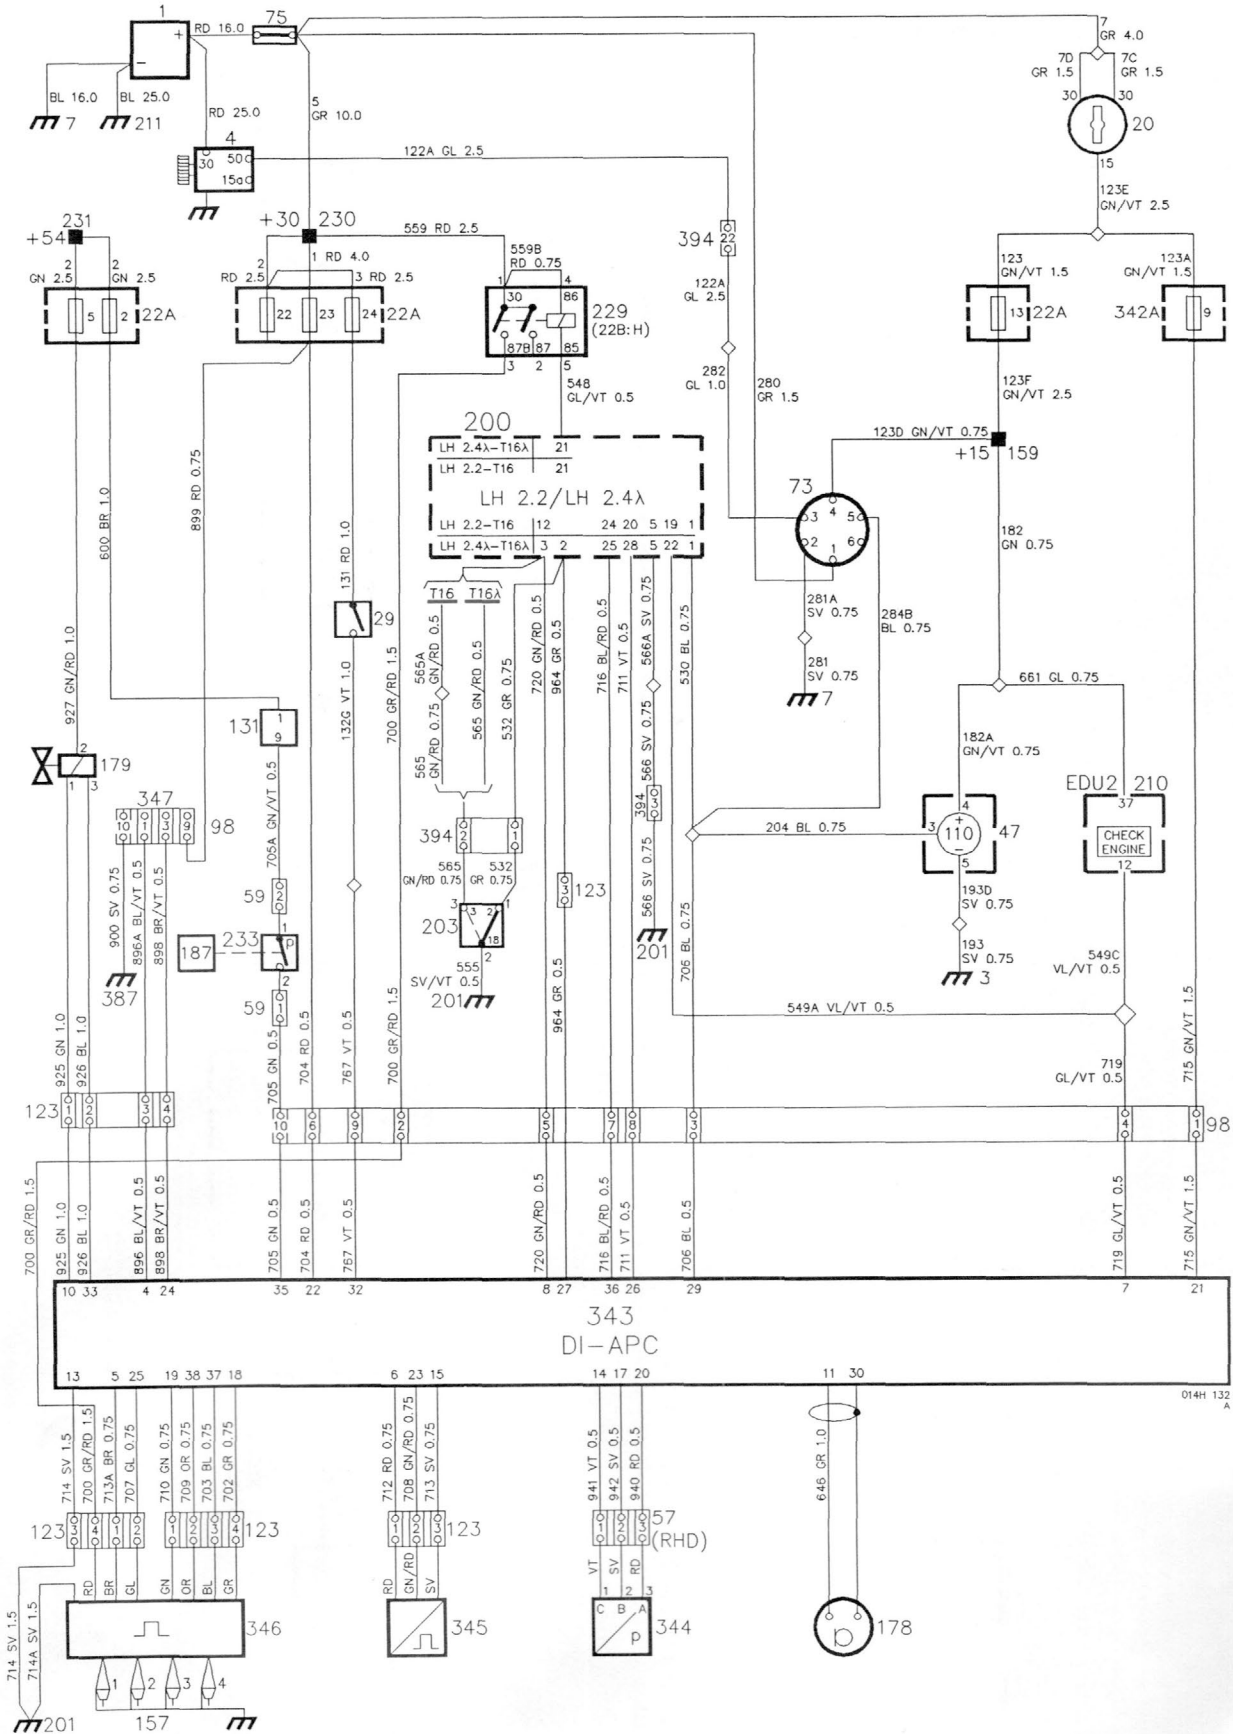 1
75
RD 16.0
+
−
BL 16.0
BL 25.0
7
211
RD 25.0
5
GR 10.0
7
GR 4.0
7D
GR 1.5
7C
GR 1.5
30
30
20
15
4
30
50
15a
122A GL 2.5
123E
GN/VT 2.5
231
+54
+30
230
559 RD 2.5
394
22
2
GN 2.5
2
GN 2.5
2
RD 2.5
1 RD 4.0
3 RD 2.5
559B
RD 0.75
1
4
30
86
229
(22B:H)
87B
87
85
3
2
5
122A
GL 2.5
123
GN/VT 1.5
123A
GN/VT 1.5
5
2
22A
22
23
24
22A
13
22A
342A
9
548
GL/VT 0.5
282
GL 1.0
280
GR 1.5
123F
GN/VT 2.5
200
LH 2.4λ−T16λ
21
LH 2.2−T16
21
LH 2.2/LH 2.4λ
LH 2.2−T16
12
24
20
5
19
1
LH 2.4λ−T16λ
3
2
25
28
5
22
1
123D GN/VT 0.75
+15
159
73
3
4
5
2
1
6
182
GN 0.75
899 RD 0.75
600 BR 1.0
131 RD 1.0
T16
T16λ
29
281A
SV 0.75
284B
BL 0.75
281
SV 0.75
7
927 GN/RD 1.0
132G VT 1.0
700 GR/RD 1.5
565A
GN/RD 0.5
565
GN/RD 0.75
565 GN/RD 0.5
532 GR 0.75
720 GN/RD 0.5
964 GR 0.5
716 BL/RD 0.5
711 VT 0.5
566A SV 0.5
566 SV 0.75
530 BL 0.75
661 GL 0.75
131
1
9
182A
GN/VT 0.75
EDU2
210
37
2
179
1
3
347
10
1
3
9
98
705A GN/VT 0.5
394
2
1
394
3
204 BL 0.75
4
+
3
110
47
−
5
CHECK
ENGINE
12
565
GN/RD 0.75
532
GR 0.75
3
123
59
2
193D
SV 0.75
900 SV 0.75
896A BL/VT 0.5
898 BR/VT 0.5
3
1
203
3
2
18
2
566 SV 0.75
201
706 BL 0.75
187
233
1
p
2
193
SV 0.75
3
387
555
SV/VT 0.5
201
549C
VL/VT 0.5
59
1
549A VL/VT 0.5
964 GR 0.5
925 GN 1.0
926 BL 1.0
705 GN 0.5
704 RD 0.5
767 VT 0.5
700 GR/RD 1.5
719
GL/VT 0.5
715 GN/VT 1.5
123
1
2
3
4
10
6
9
2
5
7
8
3
4
1
98
700 GR/RD 1.5
925 GN 1.0
926 BL 1.0
896 BL/VT 0.5
898 BR/VT 0.5
705 GN 0.5
704 RD 0.5
767 VT 0.5
720 GN/RD 0.5
964 GR 0.5
716 BL/RD 0.5
711 VT 0.5
706 BL 0.5
719 GL/VT 0.5
715 GN/VT 1.5
10
33
4
24
35
22
32
8
27
36
26
29
7
21
343
DI−APC
13
5
25
19
38
37
18
6
23
15
14
17
20
11
30
014H 132
A
714 SV 1.5
700 GR/RD 1.5
713A BR 0.75
707 GL 0.75
710 GN 0.75
709 OR 0.75
703 BL 0.75
702 GR 0.75
712 RD 0.75
708 GN/RD 0.75
713 SV 0.75
941 VT 0.5
942 SV 0.5
940 RD 0.5
646 GR 1.0
123
3
4
1
2
1
2
3
4
123
1
2
3
123
1
2
3
57
(RHD)
RD
BR
GL
GN
OR
BL
GR
RD
GN/RD
SV
VT
SV
RD
1
2
3
346
345
C
B
A
p
344
p
178
714 SV 1.5
714A SV 1.5
1
2
3
4
201
157